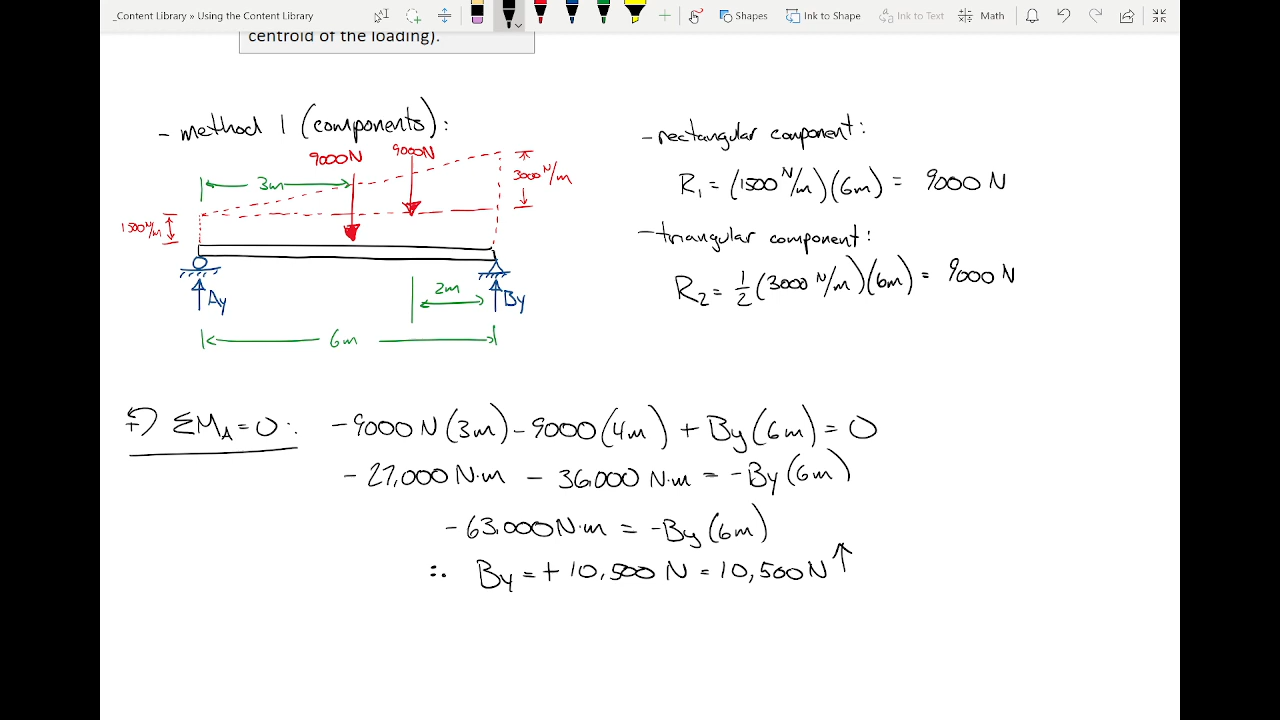 _Content Library » Using the Content Library
Shapes
Ink to Shape
Ink to Text
Math
centroid of the loading).
- method 1 (components):
9000N
9000N
3m
3000 N/m
1500 N/m
Ay
2m
By
6m
- rectangular component:
R₁ = (1500 N/m)(6m) = 9000 N
- triangular component:
R₂ = 1/2 (3000 N/m)(6m) = 9000 N
+ ΣM_A = 0 ∴ -9000 N(3m) - 9000(4m) + By(6m) = 0
- 27,000 N·m - 36,000 N·m = -By(6m)
- 63,000 N·m = -By(6m)
∴ By = + 10,500 N = 10,500 N ↑